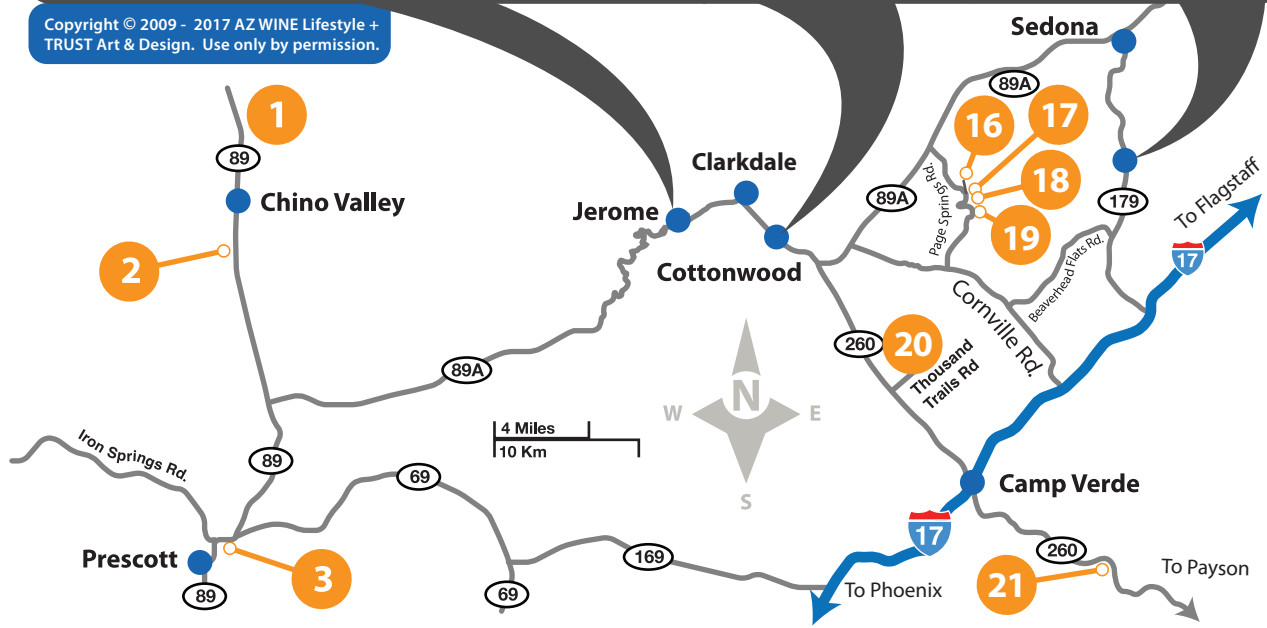 Copyright © 2009 - 2017 AZ WINE Lifestyle +
TRUST Art & Design. Use only by permission.
Sedona
89A
1
16
17
89
Clarkdale
18
Chino Valley
Jerome
89A
Page Springs Rd.
179
To Flagstaff
19
2
Cottonwood
17
Beaverhead Flats Rd.
Cornville Rd.
260
20
Thousand
Trails Rd
89A
N
W
E
S
4 Miles
10 Km
Iron Springs Rd.
89
69
Camp Verde
17
Prescott
3
169
260
To Payson
21
To Phoenix
89
69